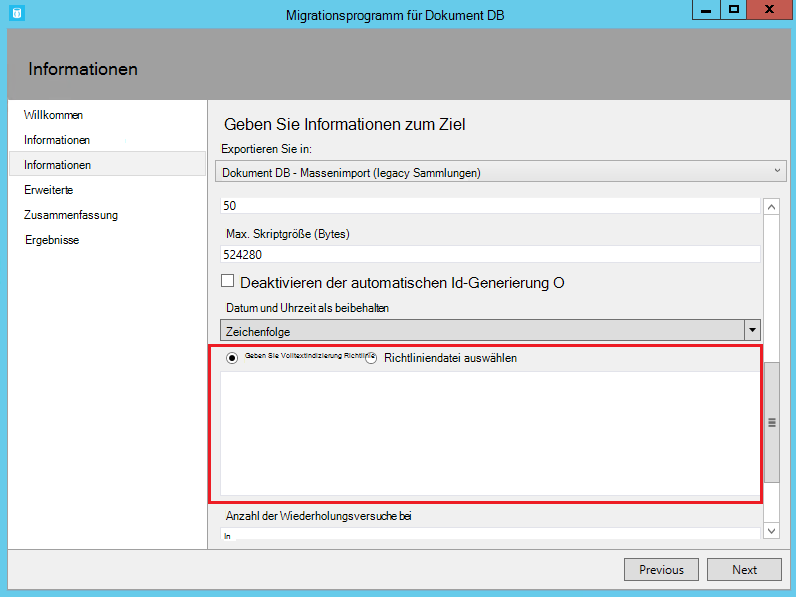 Migrationsprogramm für Dokument DB
Informationen
Willkommen
Informationen
Informationen
Erweiterte
Zusammenfassung
Ergebnisse
Geben Sie Informationen zum Ziel
Exportieren Sie in:
Dokument DB - Massenimport (legacy Sammlungen)
50
Max. Skriptgröße (Bytes)
524280
Deaktivieren der automatischen Id-Generierung O
Datum und Uhrzeit als beibehalten
Zeichenfolge
Geben Sie Volltextindizierung Richtlinie
Richtliniendatei auswählen
Anzahl der Wiederholungsversuche bei
In
Previous
Next